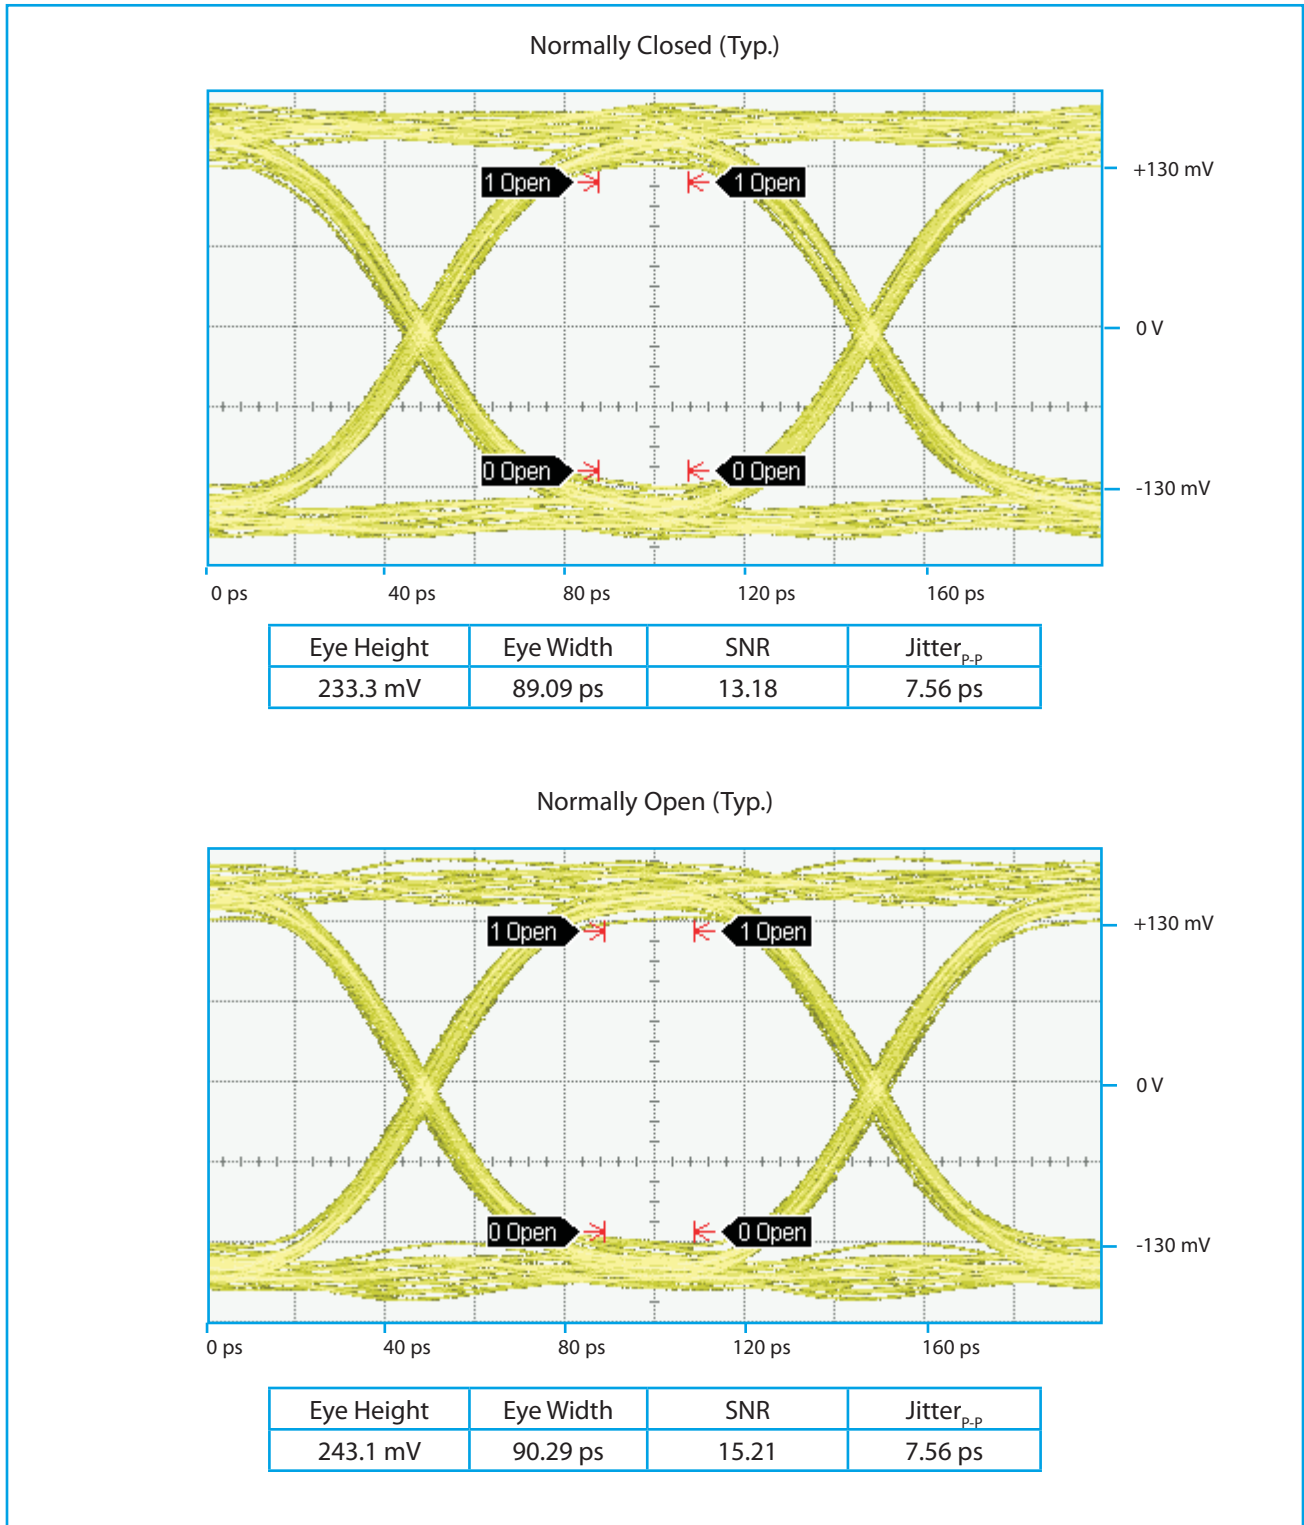 Normally Closed (Typ.)
1 Open 1 Open
+130 mV
0 V
0 Open 0 Open
-130 mV
0 ps 40 ps 80 ps 120 ps 160 ps
Eye Height Eye Width SNR Jitter P-P
233.3 mV 89.09 ps 13.18 7.56 ps
Normally Open (Typ.)
1 Open 1 Open
+130 mV
0 V
0 Open 0 Open
-130 mV
0 ps 40 ps 80 ps 120 ps 160 ps
Eye Height Eye Width SNR Jitter P-P
243.1 mV 90.29 ps 15.21 7.56 ps